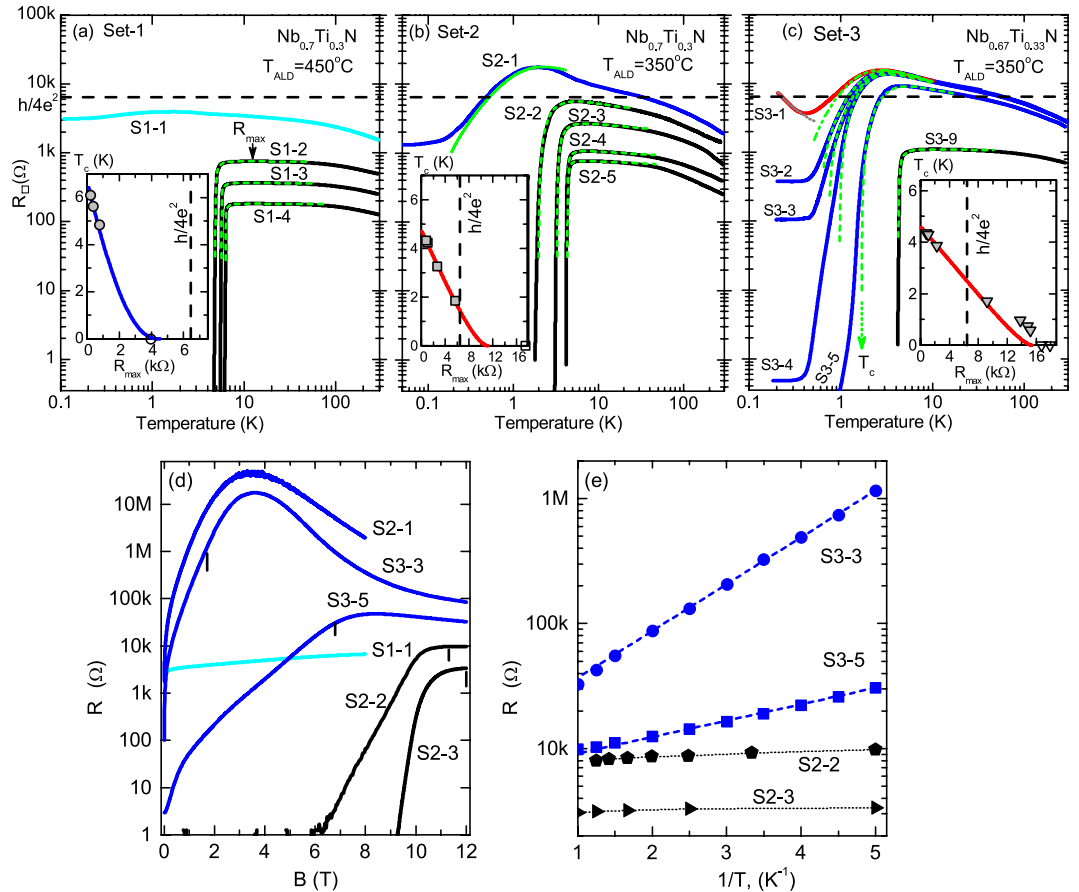 (a) Set-1
Nb0.7Ti0.3N
TALD=450°C
100k
10k
h/4e²
1k
100
10
1
R□(Ω)
S1-1
Rmax
S1-2
S1-3
S1-4
Tc (K)
6
4
2
0
0 2 4 6
Rmax (kΩ)
h/4e²
0.1 1 10 100
Temperature (K)
(b) Set-2
Nb0.7Ti0.3N
TALD=350°C
S2-1
S2-2
S2-3
S2-4
S2-5
Tc (K)
6
4
2
0
0 6 12 18
Rmax (kΩ)
h/4e²
1 10 100
Temperature (K)
(c) Set-3
Nb0.67Ti0.33N
TALD=350°C
S3-1
S3-2
S3-3
S3-4
S3-5
S3-9
Tc
Tc (K)
6
4
2
0
0 4 8 12 16
Rmax (kΩ)
h/4e²
0.1 1 10 100
Temperature (K)
(d)
10M
1M
100k
10k
1k
100
10
1
R (Ω)
S2-1
S3-3
S3-5
S1-1
S2-2
S2-3
0 2 4 6 8 10 12
B (T)
(e)
1M
100k
10k
R (Ω)
S3-3
S3-5
S2-2
S2-3
1 2 3 4 5
1/T, (K⁻¹)